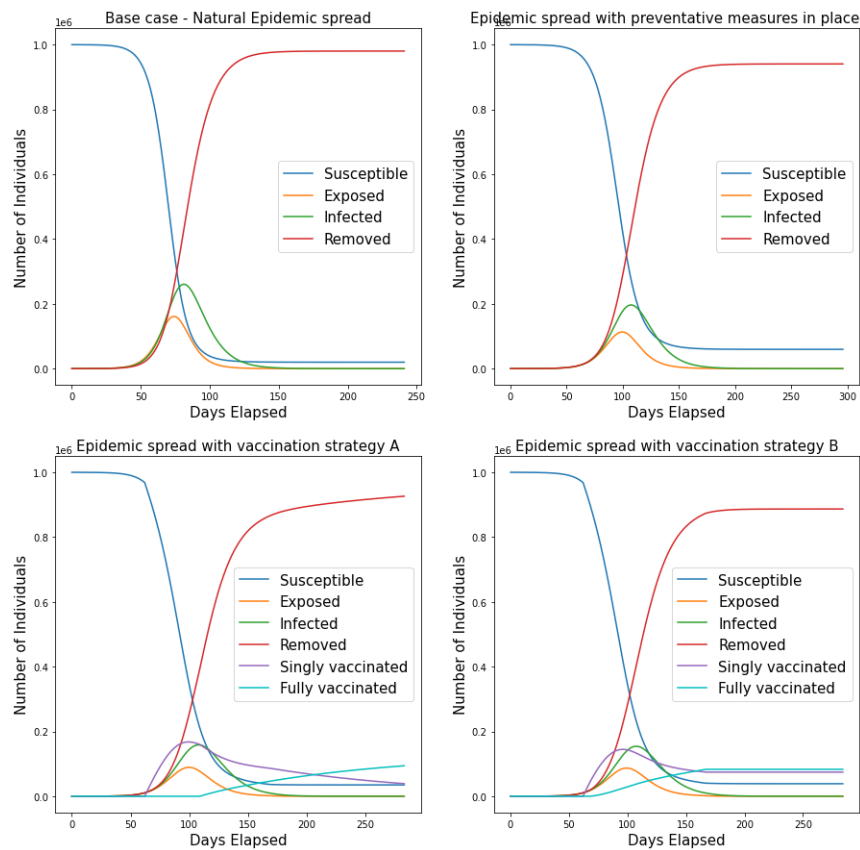 Base case - Natural Epidemic spread
1e6
1.0
0.8
0.6
0.4
0.2
0.0
Number of Individuals
Susceptible
Exposed
Infected
Removed
0 50 100 150 200 250
Days Elapsed
Epidemic spread with preventative measures in place
1e6
1.0
0.8
0.6
0.4
0.2
0.0
Number of Individuals
Susceptible
Exposed
Infected
Removed
0 50 100 150 200 250 300
Days Elapsed
Epidemic spread with vaccination strategy A
1e6
1.0
0.8
0.6
0.4
0.2
0.0
Number of Individuals
Susceptible
Exposed
Infected
Removed
Singly vaccinated
Fully vaccinated
0 50 100 150 200 250
Days Elapsed
Epidemic spread with vaccination strategy B
1e6
1.0
0.8
0.6
0.4
0.2
0.0
Number of Individuals
Susceptible
Exposed
Infected
Removed
Singly vaccinated
Fully vaccinated
0 50 100 150 200 250
Days Elapsed